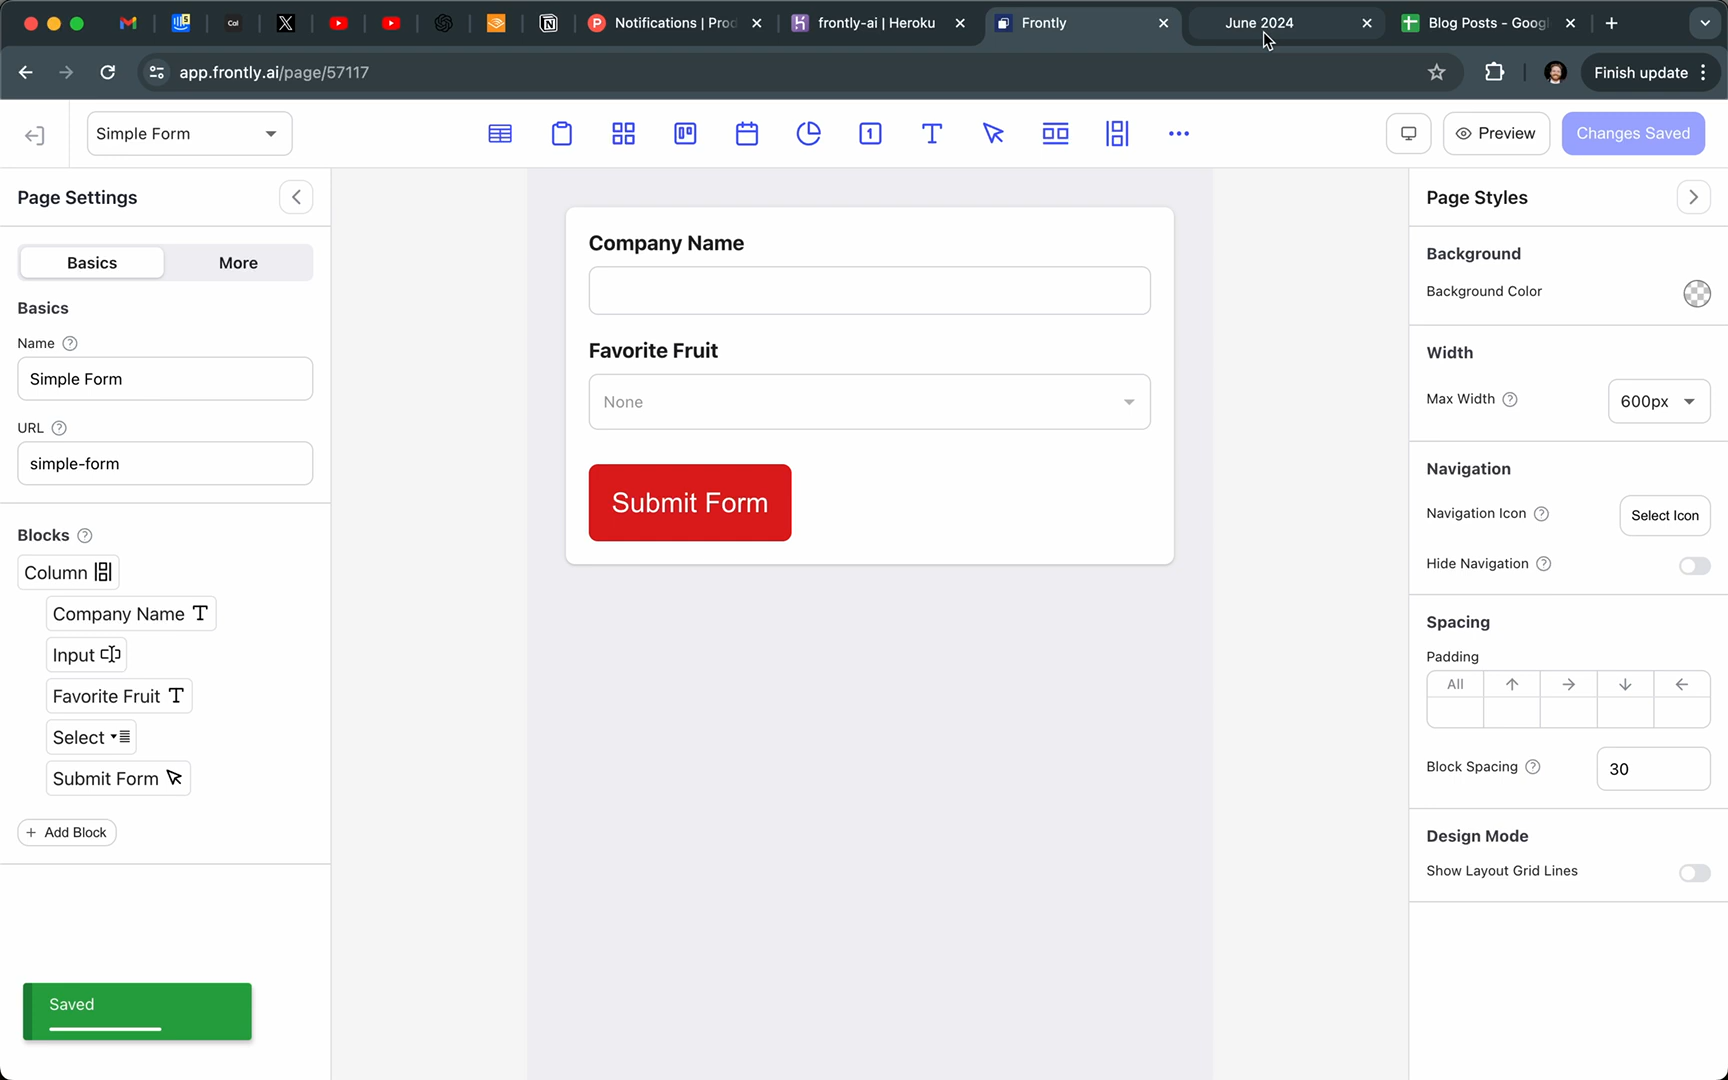 Cal
Notifications | Prod
frontly-ai | Heroku
Frontly
June 2024
Blog Posts - Goog
app.frontly.ai/page/57117
Finish update
Simple Form
1
T
Preview
Changes Saved
Page Settings
Basics
More
Basics
Name
Simple Form
URL
simple-form
Blocks
Column
Company Name
Input
Favorite Fruit
Select
Submit Form
+ Add Block
Saved
Company Name
Favorite Fruit
None
Submit Form
Page Styles
Background
Background Color
Width
Max Width
600px
Navigation
Navigation Icon
Select Icon
Hide Navigation
Spacing
Padding
All
Block Spacing
30
Design Mode
Show Layout Grid Lines